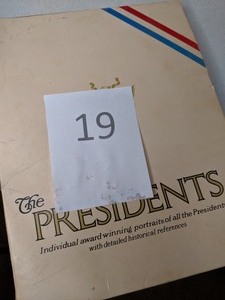 19
The
PRESIDENTS
Individual award winning portraits of all the Presidents
with detailed historical references